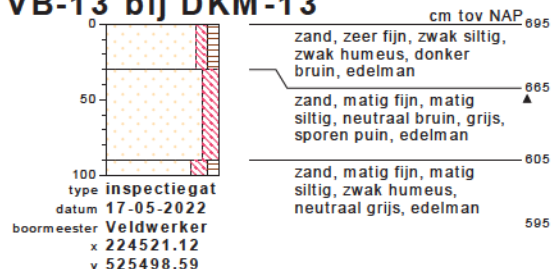 VB-13 bij DKM-13
cm tov NAP
0
695
zand, zeer fijn, zwak siltig,
zwak humeus, donker
bruin, edelman
665
50
zand, matig fijn, matig
siltig, neutraal bruin, grijs,
sporen puin, edelman
605
100
zand, matig fijn, matig
siltig, zwak humeus,
neutraal grijs, edelman
595
type inspectiegat
datum 17-05-2022
boormeester Veldwerker
x 224521.12
y 525498.59